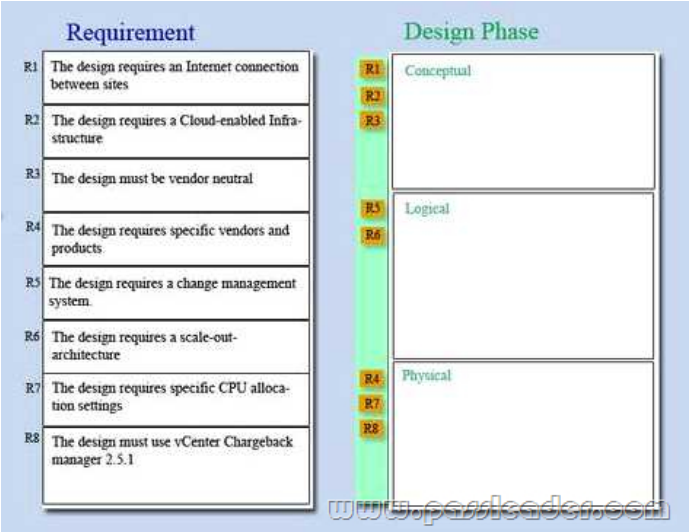 Requirement
Design Phase
R1
The design requires an Internet connection
between sites
R2
The design requires a Cloud-enabled Infra-
structure
R3
The design must be vendor neutral
R4
The design requires specific vendors and
products
R5
The design requires a change management
system.
R6
The design requires a scale-out-
architecture
R7
The design requires specific CPU alloca-
tion settings
R8
The design must use vCenter Chargeback
manager 2.5.1
R1
Conceptual
R2
R3
R5
Logical
R6
R4
Physical
R7
R8
www.passleader.com